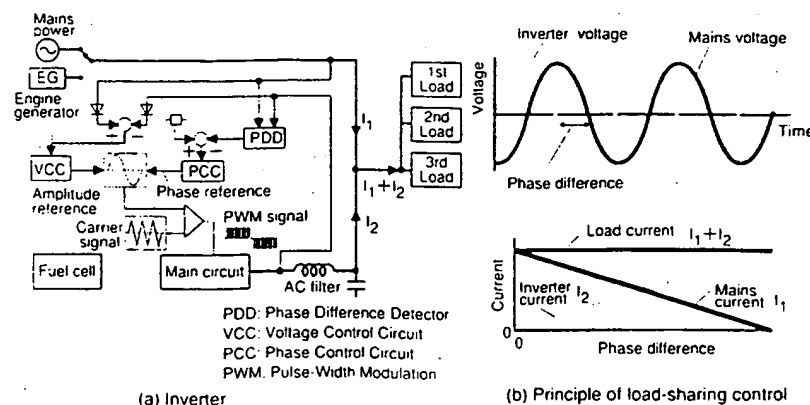 Mains
power
EG
Engine
generator
VCC
Amplitude
reference
PDD
PCC
Phase reference
Carrier
signal
PWM signal
Fuel cell
Main circuit
AC filter
I₁
I₁+I₂
I₂
1st
Load
2nd
Load
3rd
Load
PDD: Phase Difference Detector
VCC: Voltage Control Circuit
PCC: Phase Control Circuit
PWM: Pulse-Width Modulation
(a) Inverter
Inverter voltage
Mains voltage
Voltage
Time
Phase difference
Load current I₁+I₂
Current
Inverter
current I₂
Mains
current I₁
0
0
Phase difference
(b) Principle of load-sharing control